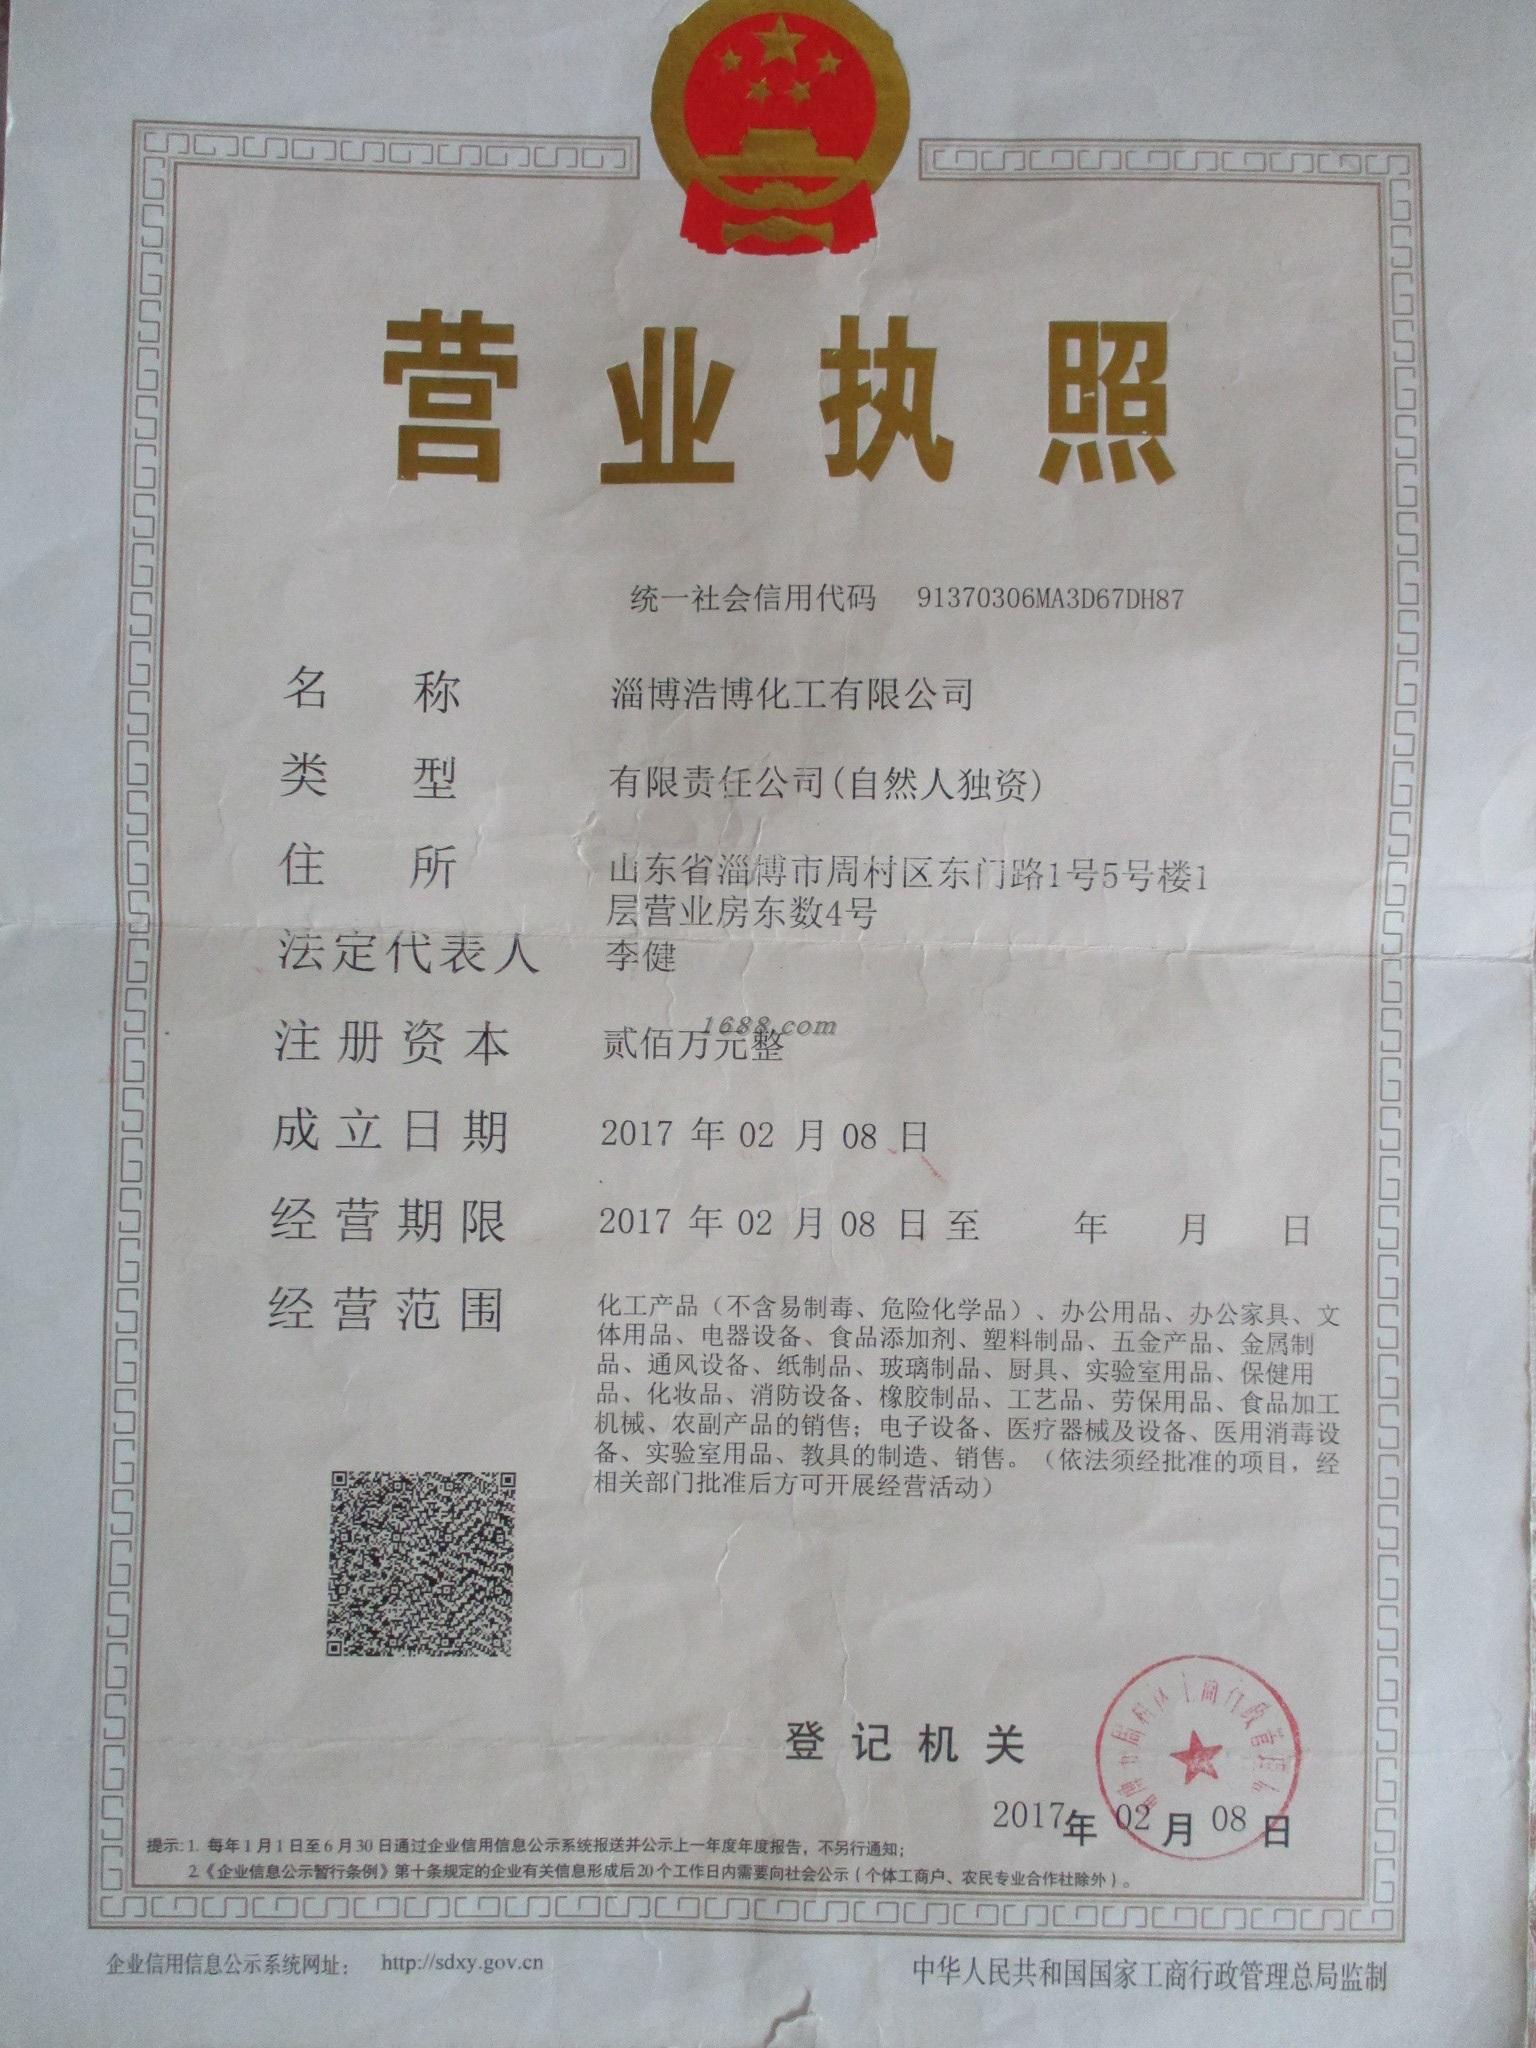 营业执照
统一社会信用代码 91370306MA3D67DH87
名称 淄博浩博化工有限公司
类型 有限责任公司(自然人独资)
住所 山东省淄博市周村区东门路1号5号楼1
层营业房东数4号
法定代表人 李健
1688.com
注册资本 贰佰万元整
成立日期 2017 年 02 月 08 日
经营期限 2017 年 02 月 08 日 至 年 月 日
经营范围 化工产品（不含易制毒、危险化学品）、办公用品、办公家具、文
体用品、电器设备、食品添加剂、塑料制品、五金产品、金属制
品、通风设备、纸制品、玻璃制品、厨具、实验室用品、保健用
品、化妆品、消防设备、橡胶制品、工艺品、劳保用品、食品加工
机械、农副产品的销售；电子设备、医疗器械及设备、医用消毒设
备、实验室用品、教具的制造、销售。（依法须经批准的项目，经
相关部门批准后方可开展经营活动）
登记机关
2017年 02 月 08 日
提示: 1. 每年1月1日至6月30日通过企业信用信息公示系统报送并公示上一年度年度报告，不另行通知；
2.《企业信息公示暂行条例》第十条规定的企业有关信息形成后20个工作日内需要向社会公示（个体工商户、农民专业合作社除外）。
企业信用信息公示系统网址： http://sdxy.gov.cn
中华人民共和国国家工商行政管理总局监制